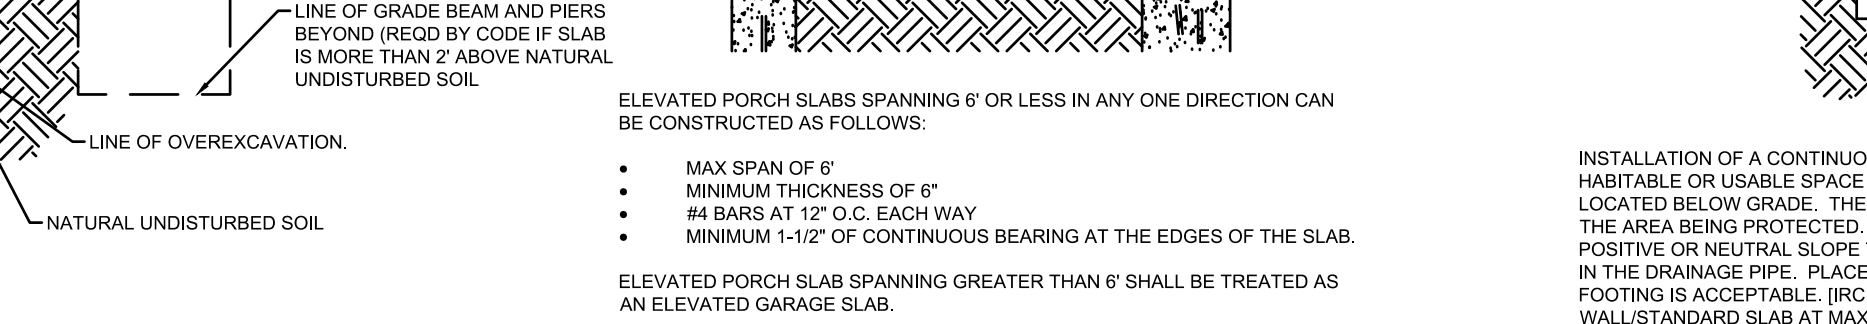 LINE OF GRADE BEAM AND PIERS
BEYOND (REQD BY CODE IF SLAB
IS MORE THAN 2' ABOVE NATURAL
UNDISTURBED SOIL
LINE OF OVEREXCAVATION.
NATURAL UNDISTURBED SOIL
ELEVATED PORCH SLABS SPANNING 6' OR LESS IN ANY ONE DIRECTION CAN
BE CONSTRUCTED AS FOLLOWS:
• MAX SPAN OF 6'
• MINIMUM THICKNESS OF 6"
• #4 BARS AT 12" O.C. EACH WAY
• MINIMUM 1-1/2" OF CONTINUOUS BEARING AT THE EDGES OF THE SLAB.
ELEVATED PORCH SLAB SPANNING GREATER THAN 6' SHALL BE TREATED AS
AN ELEVATED GARAGE SLAB.
INSTALLATION OF A CONTINUO
HABITABLE OR USABLE SPACE
LOCATED BELOW GRADE. THE
THE AREA BEING PROTECTED.
POSITIVE OR NEUTRAL SLOPE
IN THE DRAINAGE PIPE. PLACE
FOOTING IS ACCEPTABLE. [IRC
WALL/STANDARD SLAB AT MAX